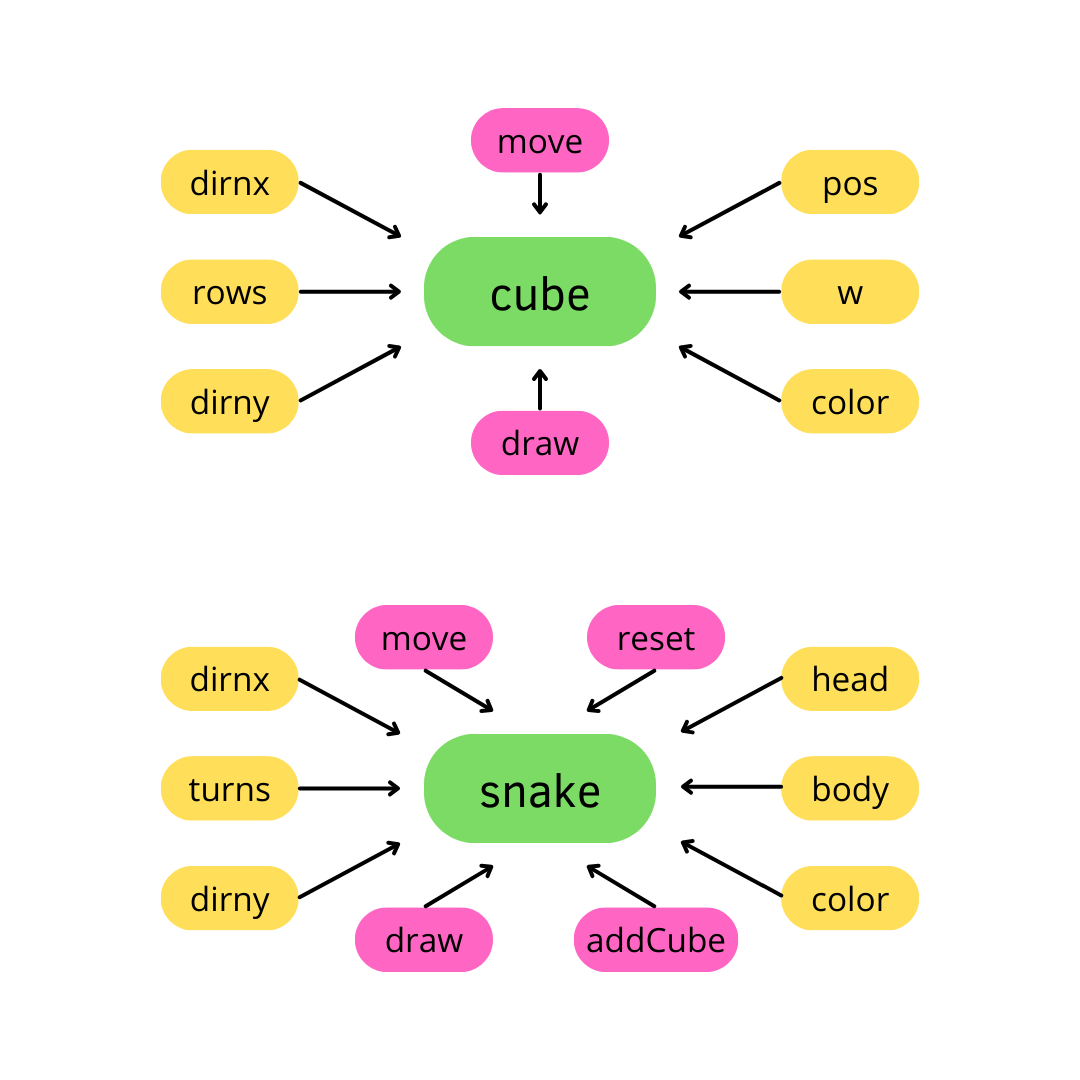 move
dirnx
pos
rows
cube
w
dirny
color
draw
move
reset
dirnx
head
turns
snake
body
dirny
color
draw
addCube